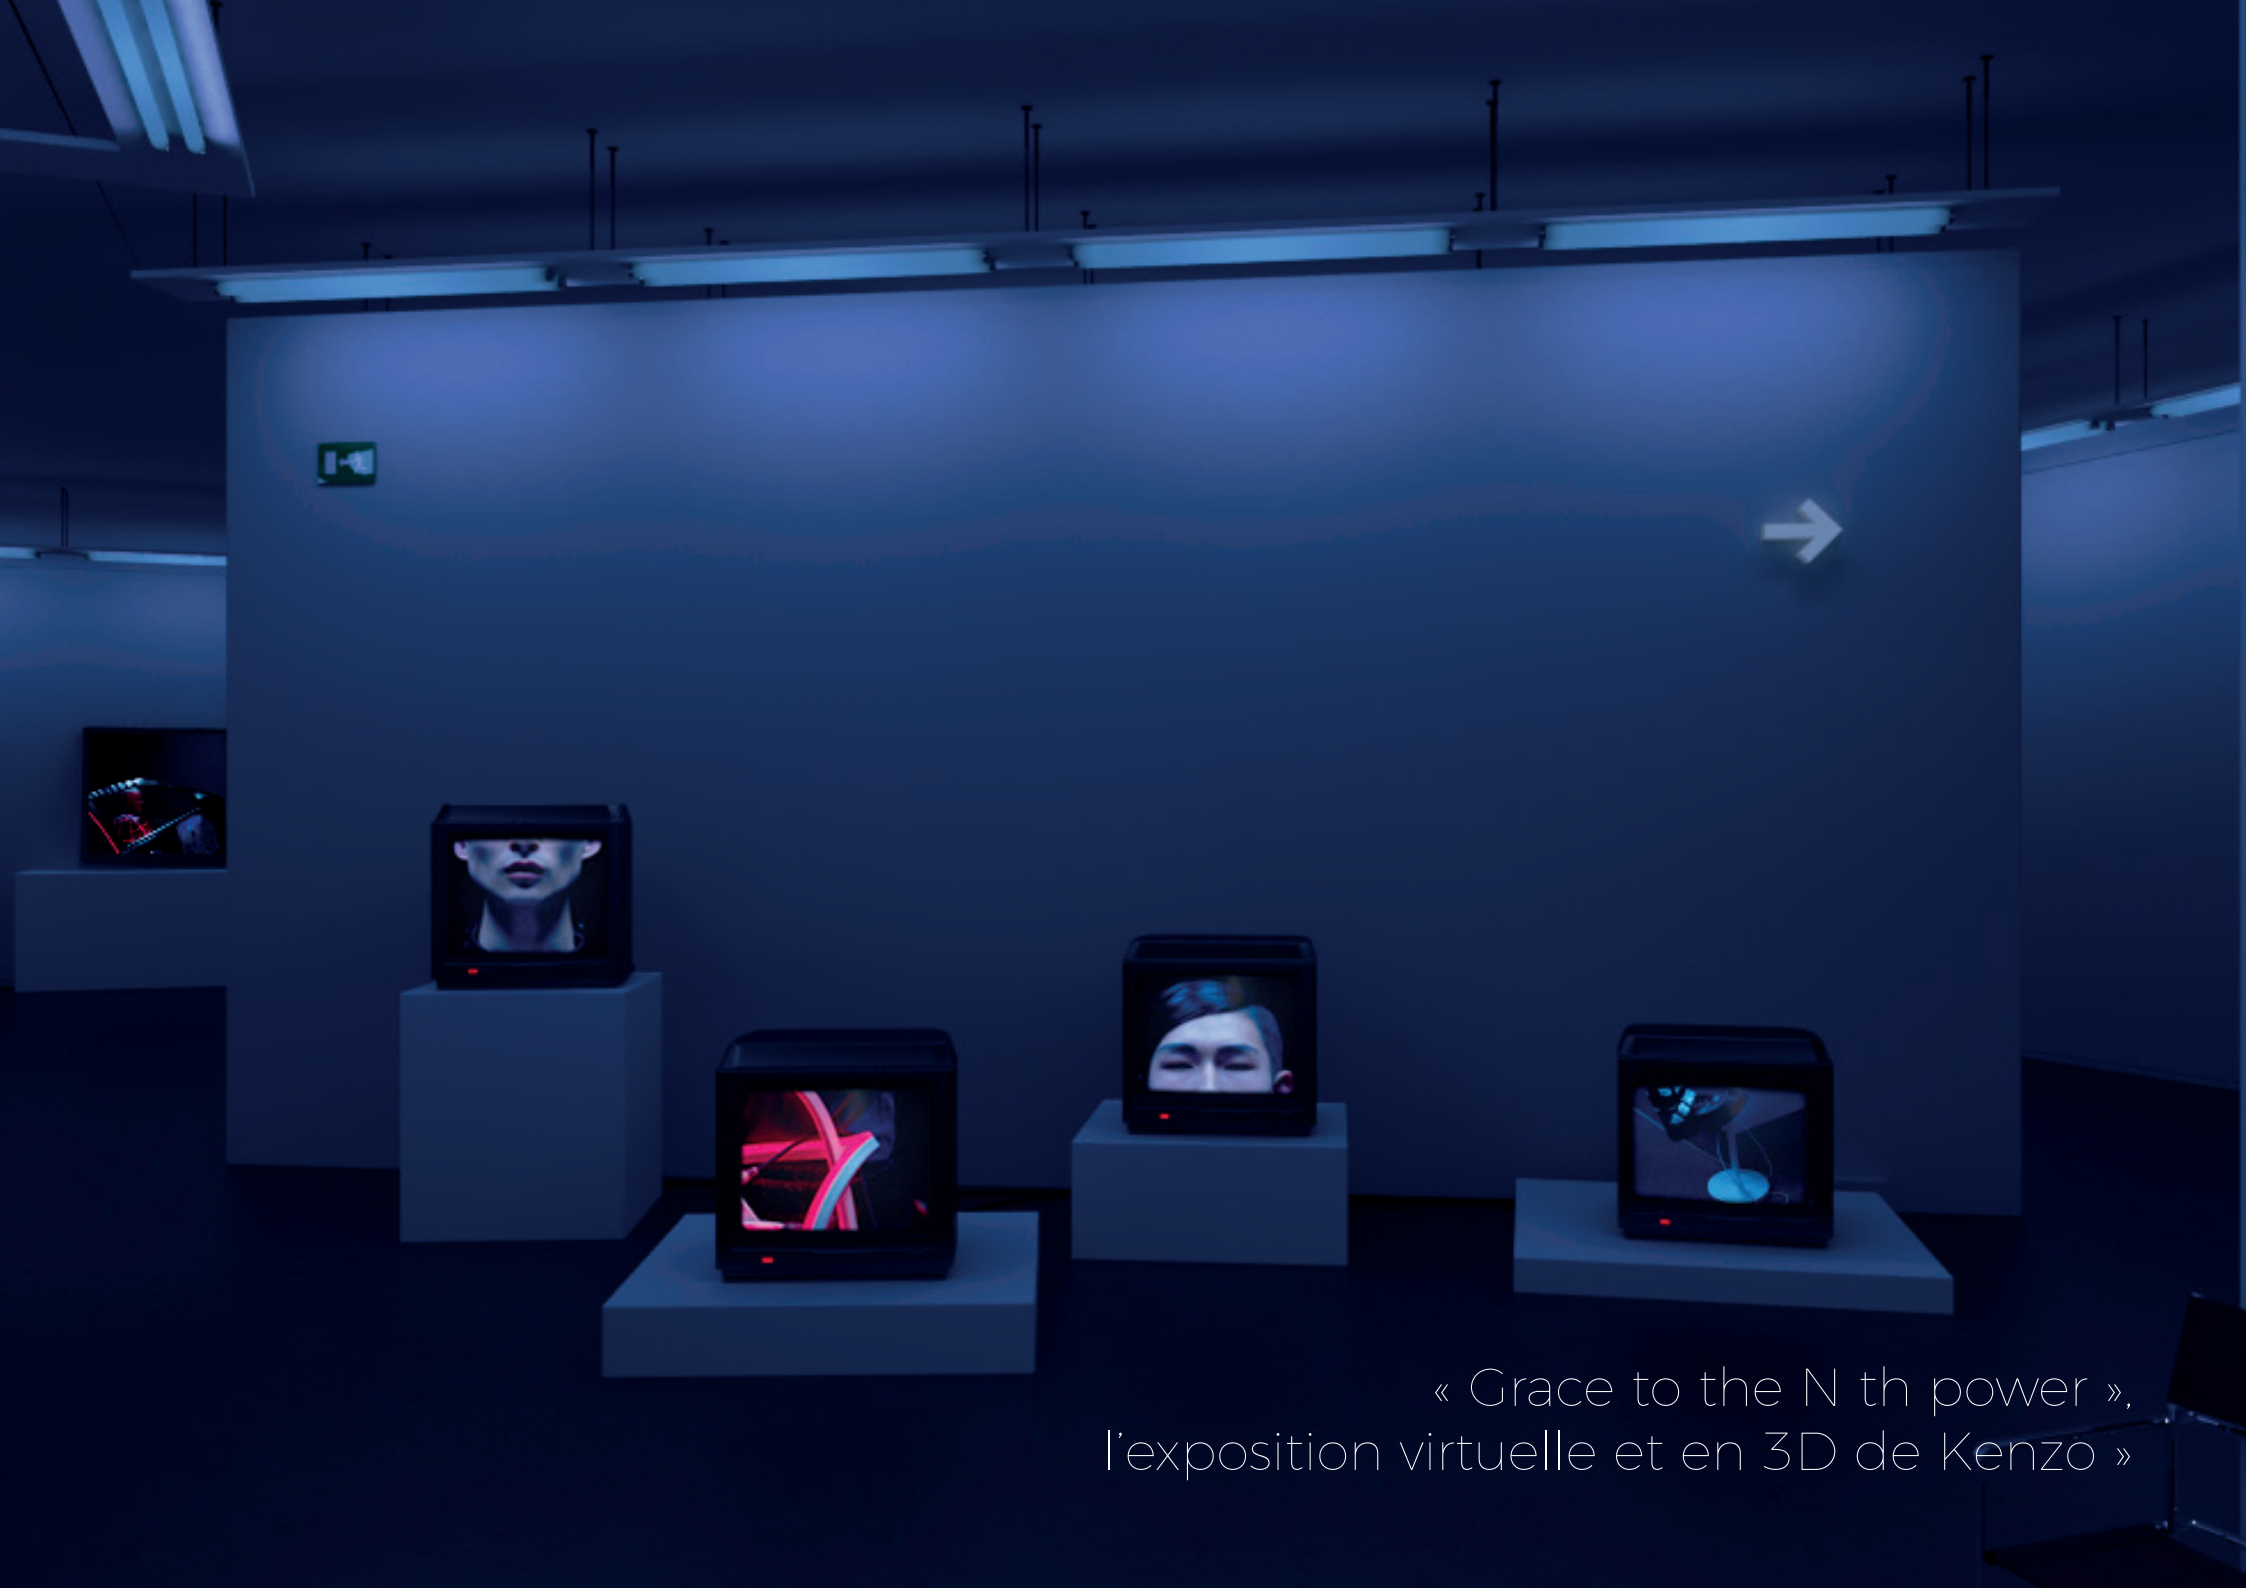 « Grace to the N th power »,
l'exposition virtuelle et en 3D de Kenzo »